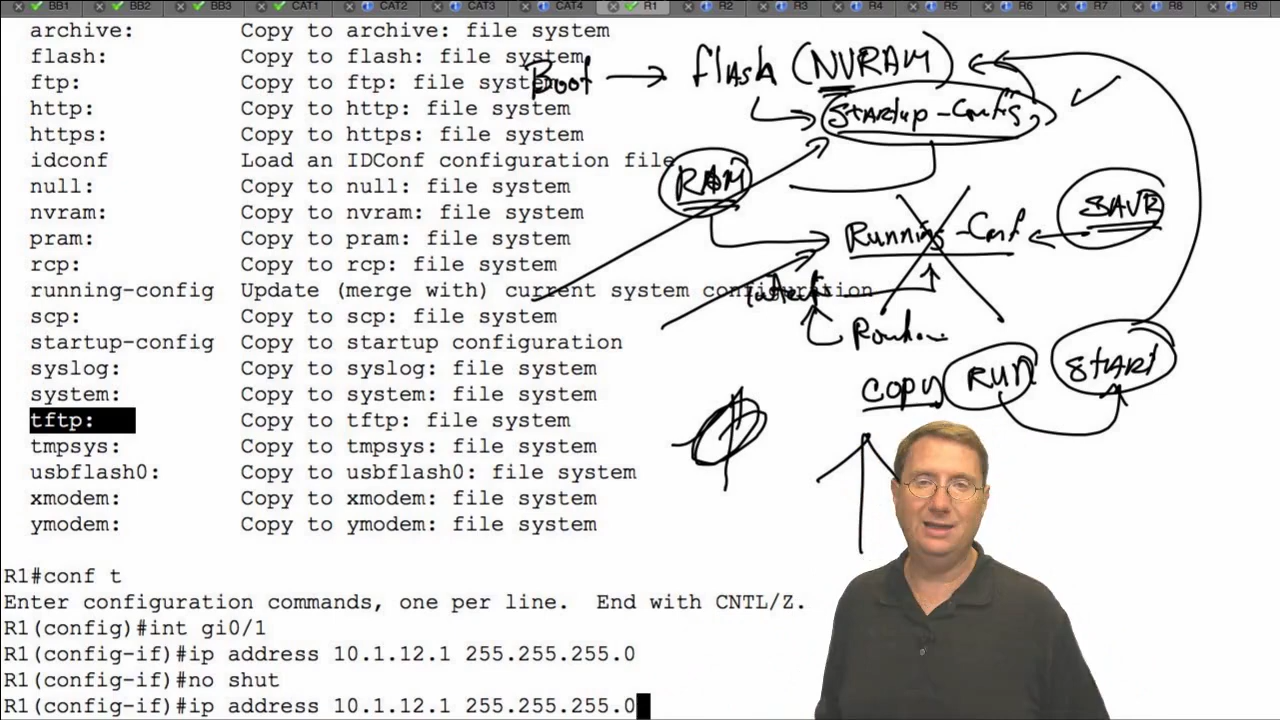 BB1 BB2 BB3 CAT1 CAT2 CAT3 CAT4 R1 R2 R3 R4 R5 R6 R7 R8 R9
archive: Copy to archive: file system
flash: Copy to flash: file system
ftp: Copy to ftp: file system
http: Copy to http: file system
https: Copy to https: file system
idconf Load an IDConf configuration file
null: Copy to null: file system
nvram: Copy to nvram: file system
pram: Copy to pram: file system
rcp: Copy to rcp: file system
running-config Update (merge with) current system configuration
scp: Copy to scp: file system
startup-config Copy to startup configuration
syslog: Copy to syslog: file system
system: Copy to system: file system
tftp: Copy to tftp: file system
tmpsys: Copy to tmpsys: file system
usbflash0: Copy to usbflash0: file system
xmodem: Copy to xmodem: file system
ymodem: Copy to ymodem: file system
R1#conf t
Enter configuration commands, one per line. End with CNTL/Z.
R1(config)#int gi0/1
R1(config-if)#ip address 10.1.12.1 255.255.255.0
R1(config-if)#no shut
R1(config-if)#ip address 10.1.12.1 255.255.255.0
Boot flash (NVRAM)
Startup-Config
RAM
Running-Conf
SAVE
copy RUN START